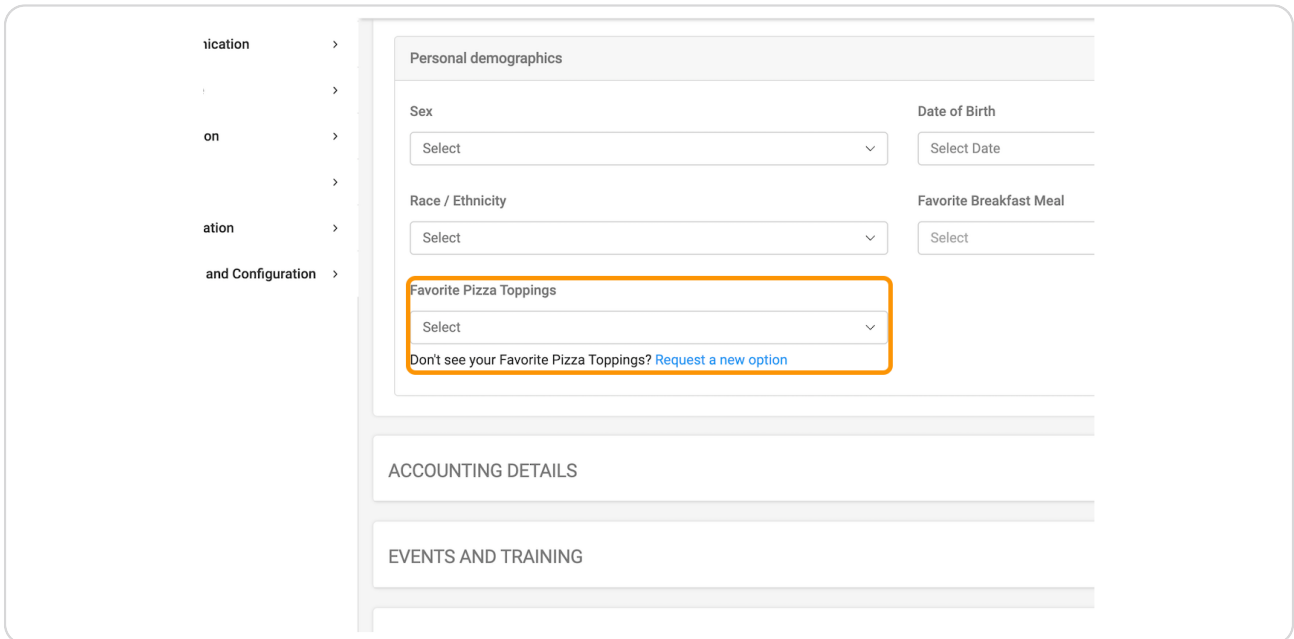 nication
on
ation
and Configuration
Personal demographics
Sex
Select
Date of Birth
Select Date
Race / Ethnicity
Select
Favorite Breakfast Meal
Select
Favorite Pizza Toppings
Select
Don't see your Favorite Pizza Toppings? Request a new option
ACCOUNTING DETAILS
EVENTS AND TRAINING